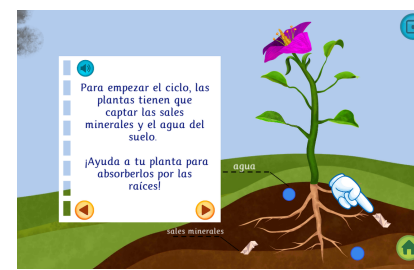 Para empezar el ciclo, las
plantas tienen que
captar las sales
minerales y el agua del
suelo.
¡Ayuda a tu planta para
absorberlos por las
raíces!
agua
sales minerales